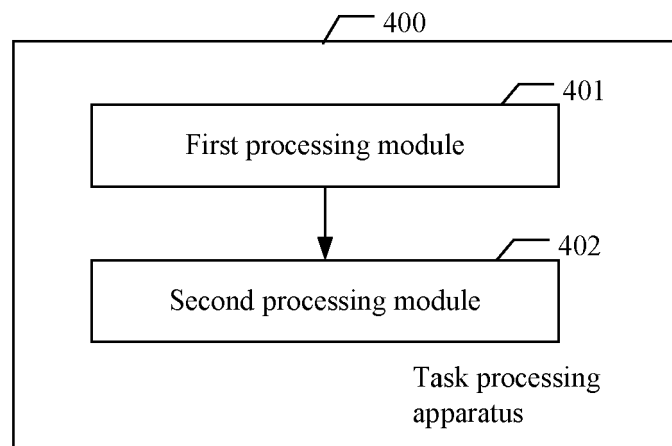 400
401
First processing module
402
Second processing module
Task processing
apparatus